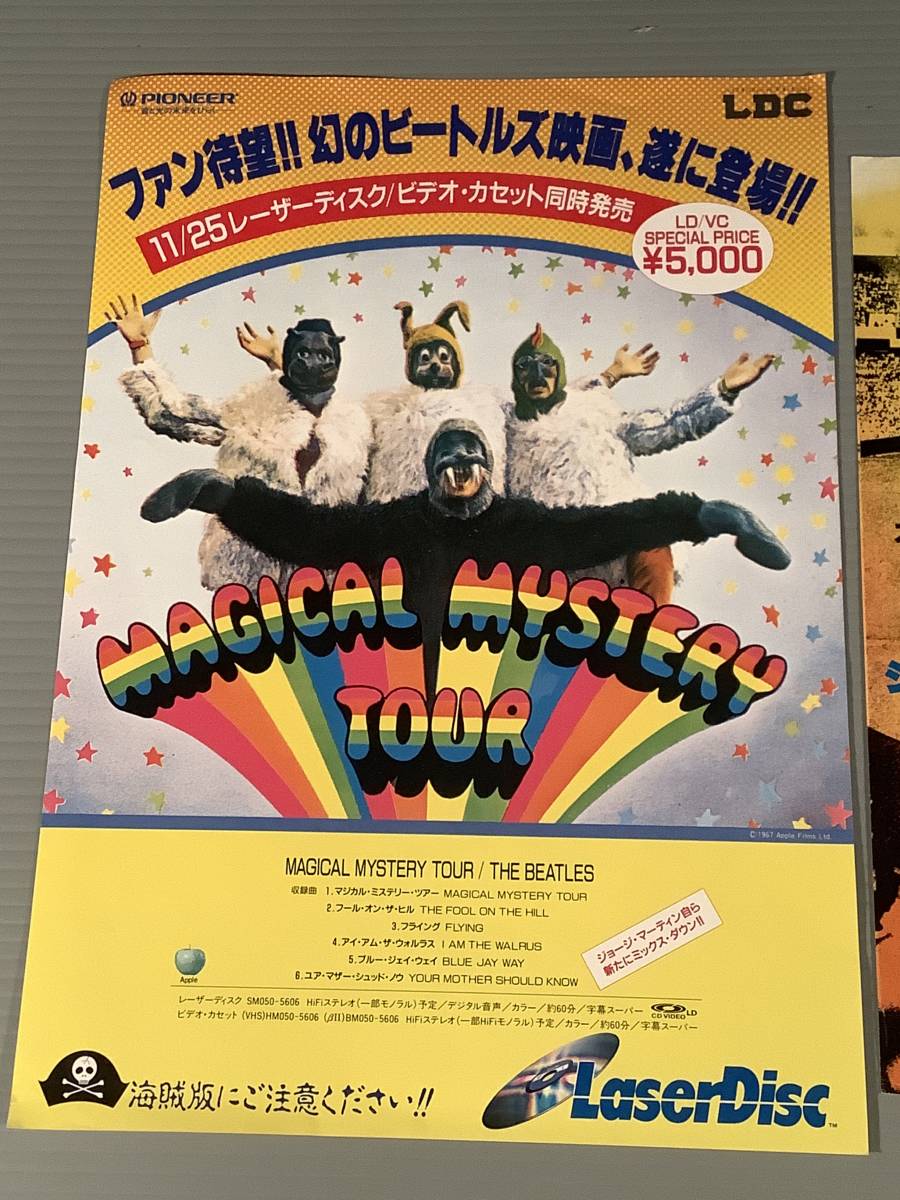 PIONEER
LDC
ファン待望!! 幻のビートルズ映画、遂に登場!!
11/25レーザーディスク/ビデオ・カセット同時発売
LD/VC
SPECIAL PRICE
¥5,000
MAGICAL MYSTERY
TOUR
©1967 Apple Films Ltd.
MAGICAL MYSTERY TOUR / THE BEATLES
収録曲 1.マジカル・ミステリー・ツアー MAGICAL MYSTERY TOUR
2.フール・オン・ザ・ヒル THE FOOL ON THE HILL
3.フライング FLYING
4.アイ・アム・ザ・ウォルラス I AM THE WALRUS
5.ブルー・ジェイ・ウェイ BLUE JAY WAY
6.ユア・マザー・シュッド・ノウ YOUR MOTHER SHOULD KNOW
ジョージ・マーティン自ら
新たにミックス・ダウン!!
Apple
レーザーディスク SM050-5606 HiFiステレオ(一部モノラル)予定/デジタル音声/カラー/約60分/字幕スーパー
CD VIDEO LD
ビデオ・カセット (VHS)HM050-5606 (βII)BM050-5606 HiFiステレオ(一部HiFiモノラル)予定/カラー/約60分/字幕スーパー
海賊版にご注意ください!!
LaserDisc™